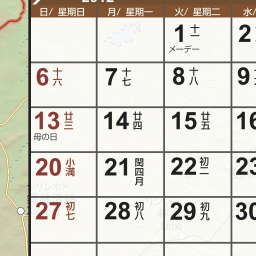 2012
日/ 星期日 月/ 星期一 火/ 星期二 水/
1 十一 2
メーデー
6 十六 7 十七 8 十八 9
13 廿三 14 廿四 15 廿五 16
母の日
20 小滿 21 閏四月 22 初二 23
27 初七 28 初八 29 初九 30